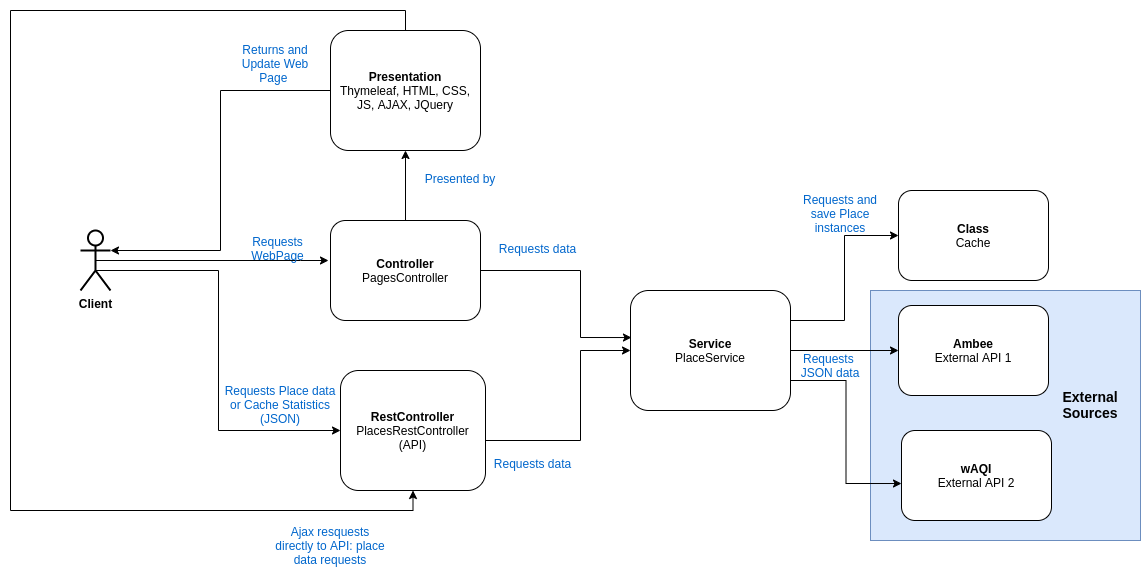 Returns and
Update Web
Page
Presentation
Thymeleaf, HTML, CSS,
JS, AJAX, JQuery
Presented by
Requests
WebPage
Controller
PagesController
Requests data
Client
Requests Place data
or Cache Statistics
(JSON)
RestController
PlacesRestController
(API)
Requests data
Ajax resquests
directly to API: place
data requests
Service
PlaceService
Requests and
save Place
instances
Class
Cache
Requests
JSON data
Ambee
External API 1
External
Sources
wAQI
External API 2